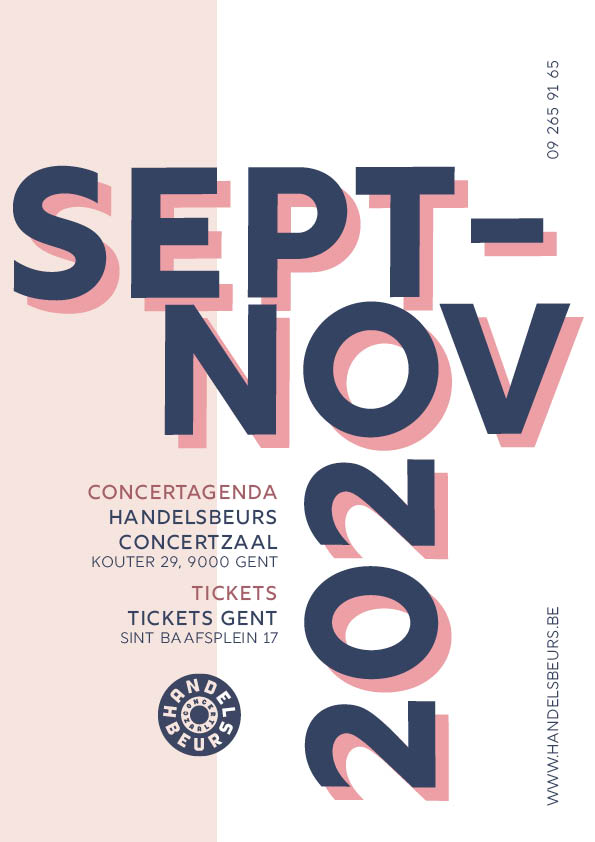 09 265 91 65
SEPT-
NOV
2020
CONCERTAGENDA
HANDELSBEURS
CONCERTZAAL
KOUTER 29, 9000 GENT
TICKETS
TICKETS GENT
SINT BAAFSPLEIN 17
HANDELSBEURS
CONCERTZAAL
WWW.HANDELSBEURS.BE